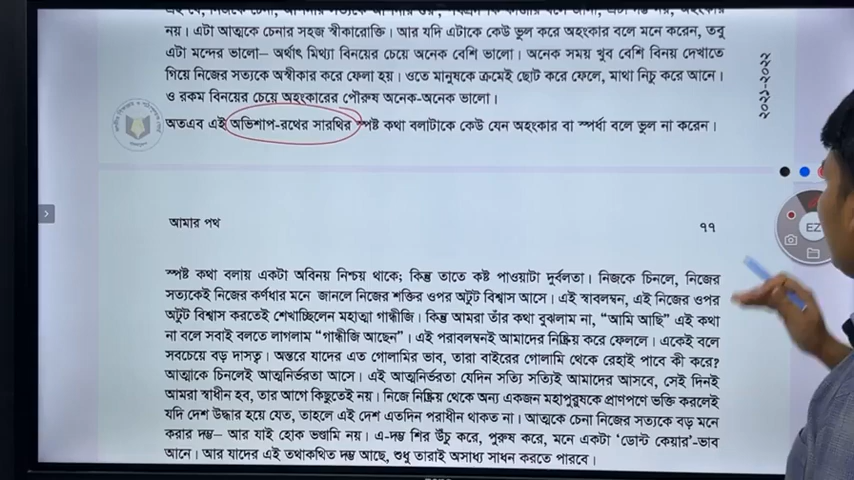 নয়। এটা আত্মকে চেনার সহজ স্বীকারোক্তি। আর যদি এটাকে কেউ ভুল করে অহংকার বলে মনে করেন, তবু
এটা মন্দের ভালো– অর্থাৎ মিথ্যা বিনয়ের চেয়ে অনেক বেশি ভালো। অনেক সময় খুব বেশি বিনয় দেখাতে
গিয়ে নিজের সত্যকে অস্বীকার করে ফেলা হয়। ওতে মানুষকে ক্রমেই ছোট করে ফেলে, মাথা নিচু করে আনে।
ও রকম বিনয়ের চেয়ে অহংকারের পৌরুষ অনেক-অনেক ভালো।
অতএব এই অভিশাপ-রথের সারথির স্পষ্ট কথা বলাটাকে কেউ যেন অহংকার বা স্পর্ধা বলে ভুল না করেন।
২০২১-২০২২
আমার পথ
৭৭
স্পষ্ট কথা বলায় একটা অবিনয় নিশ্চয় থাকে; কিন্তু তাতে কষ্ট পাওয়াটা দুর্বলতা। নিজকে চিনলে, নিজের
সত্যকেই নিজের কর্ণধার মনে জানলে নিজের শক্তির ওপর অটুট বিশ্বাস আসে। এই স্বাবলম্বন, এই নিজের ওপর
অটুট বিশ্বাস করতেই শেখাচ্ছিলেন মহাত্মা গান্ধীজি। কিন্তু আমরা তাঁর কথা বুঝলাম না, “আমি আছি” এই কথা
না বলে সবাই বলতে লাগলাম “গান্ধীজি আছেন”। এই পরাবলম্বনই আমাদের নিষ্ক্রিয় করে ফেললে। একেই বলে
সবচেয়ে বড় দাসত্ব। অন্তরে যাদের এত গোলামির ভাব, তারা বাইরের গোলামি থেকে রেহাই পাবে কী করে?
আত্মাকে চিনলেই আত্মনির্ভরতা আসে। এই আত্মনির্ভরতা যেদিন সত্যি সত্যিই আমাদের আসবে, সেই দিনই
আমরা স্বাধীন হব, তার আগে কিছুতেই নয়। নিজে নিষ্ক্রিয় থেকে অন্য একজন মহাপুরুষকে প্রাণপণে ভক্তি করলেই
যদি দেশ উদ্ধার হয়ে যেত, তাহলে এই দেশ এতদিন পরাধীন থাকত না। আত্মকে চেনা নিজের সত্যকে বড় মনে
করার দম্ভ– আর যাই হোক ভণ্ডামি নয়। এ-দম্ভ শির উঁচু করে, পুরুষ করে, মনে একটা ‘ডোন্ট কেয়ার’-ভাব
আনে। আর যাদের এই তথাকথিত দম্ভ আছে, শুধু তারাই অসাধ্য সাধন করতে পারবে।
EZ